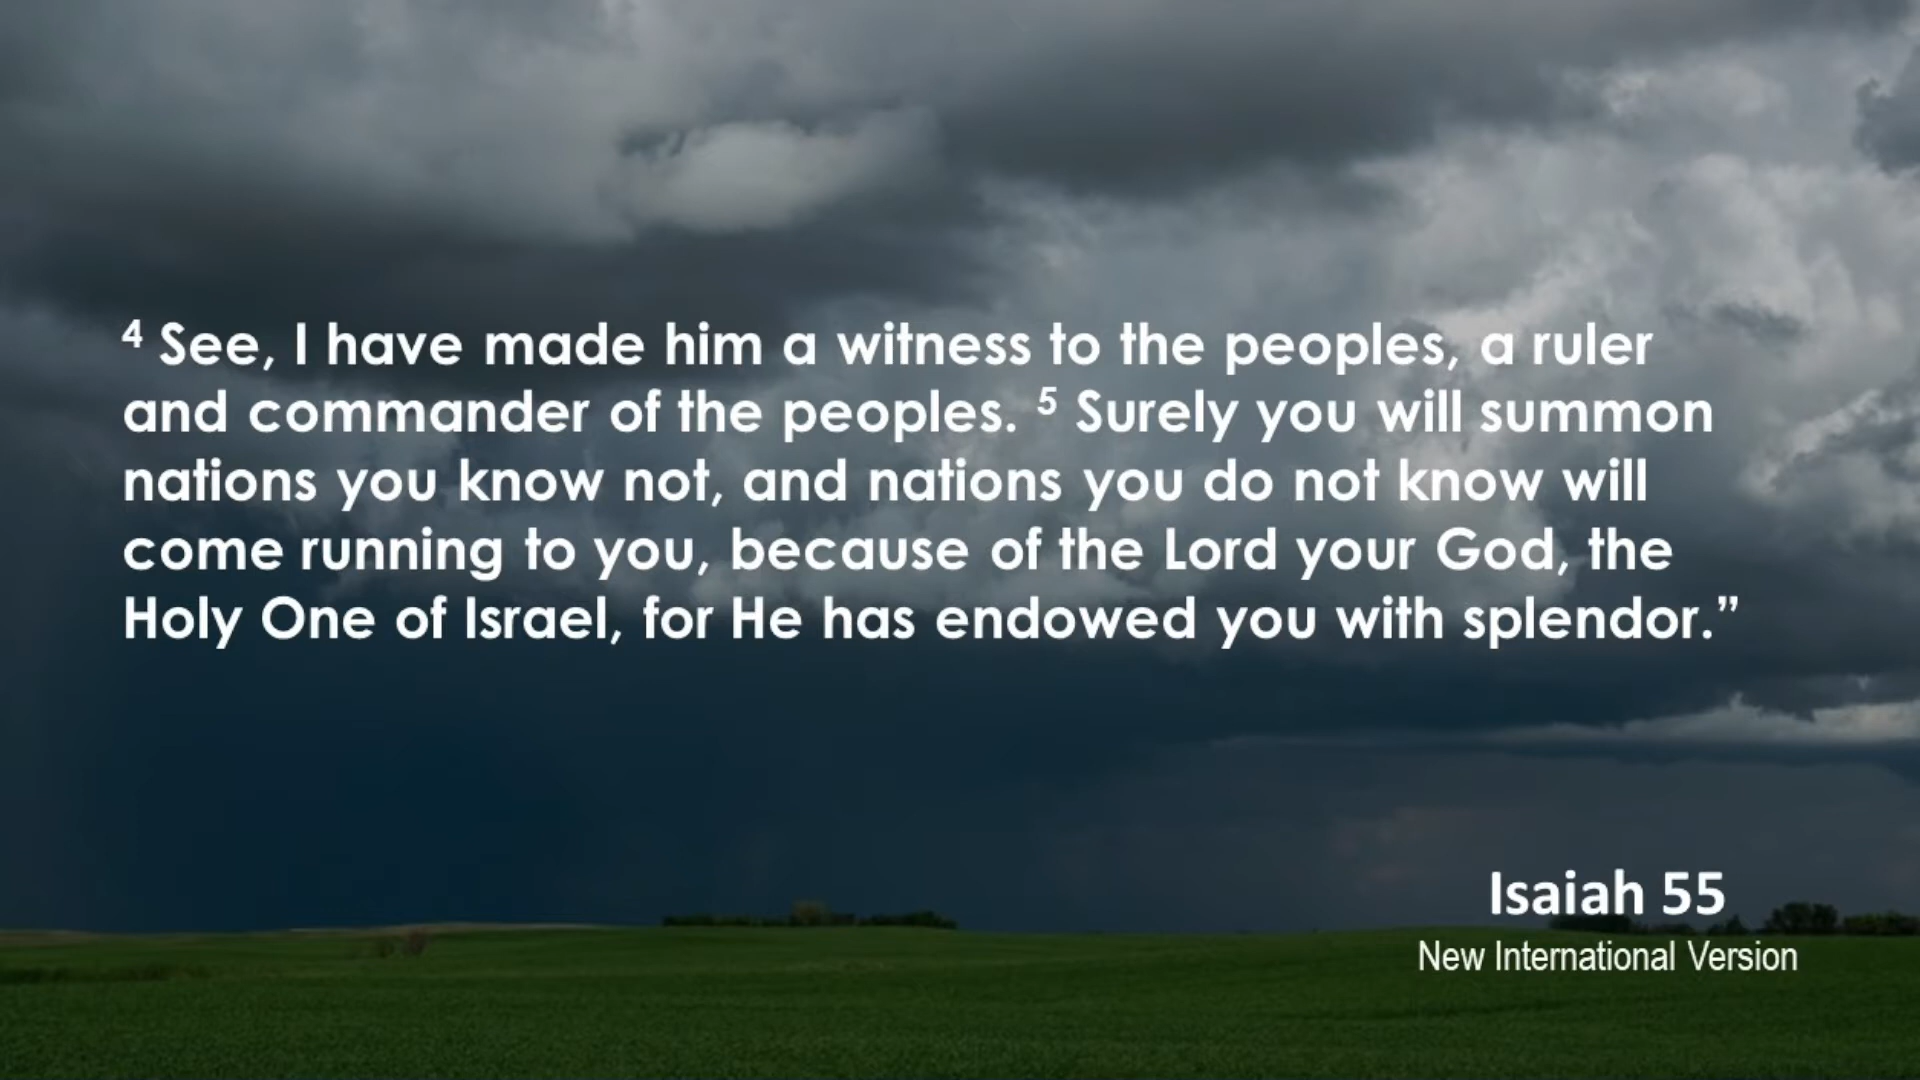 ⁴ See, I have made him a witness to the peoples, a ruler
and commander of the peoples. ⁵ Surely you will summon
nations you know not, and nations you do not know will
come running to you, because of the Lord your God, the
Holy One of Israel, for He has endowed you with splendor.”
Isaiah 55
New International Version